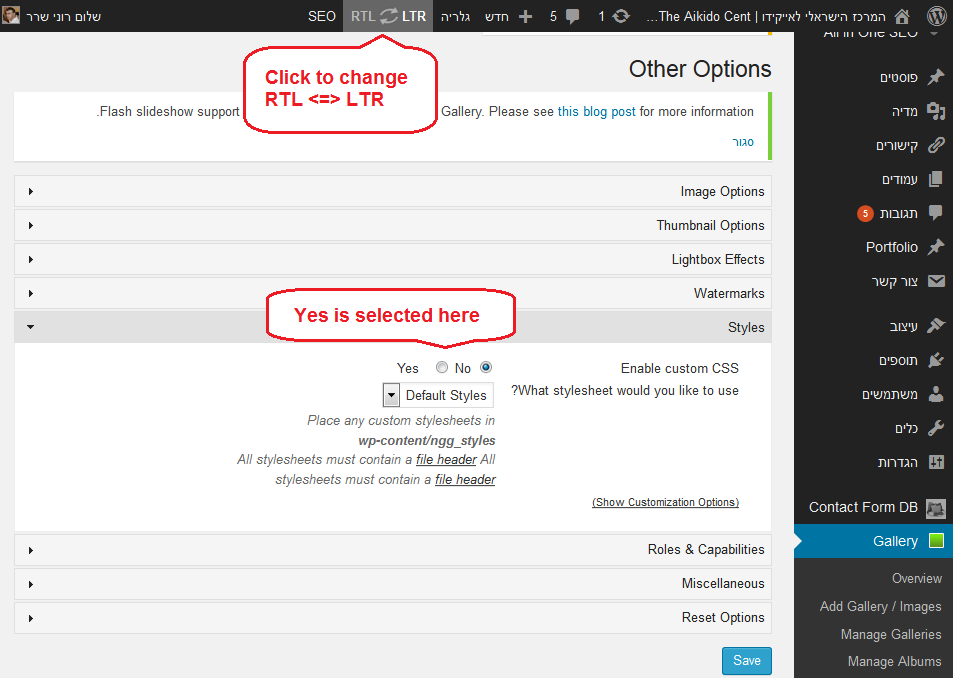 המרכז הישראלי לאייקידו | The Aikido Cent... 1 5 חדש גלריה RTL LTR SEO שלום רוני שרר
Click to change
RTL <=> LTR
Other Options
.Flash slideshow support Gallery. Please see this blog post for more information
סגור
Image Options
Thumbnail Options
Lightbox Effects
Watermarks
Yes is selected here
Styles
Enable custom CSS
Yes No
?What stylesheet would you like to use
Default Styles
Place any custom stylesheets in
wp-content/ngg_styles
All stylesheets must contain a file header All
stylesheets must contain a file header
(Show Customization Options)
Roles & Capabilities
Miscellaneous
Reset Options
Save
All in One SEO
פוסטים
מדיה
קישורים
עמודים
תגובות 5
Portfolio
צור קשר
עיצוב
תוספים
משתמשים
כלים
הגדרות
Contact Form DB
Gallery
Overview
Add Gallery / Images
Manage Galleries
Manage Albums